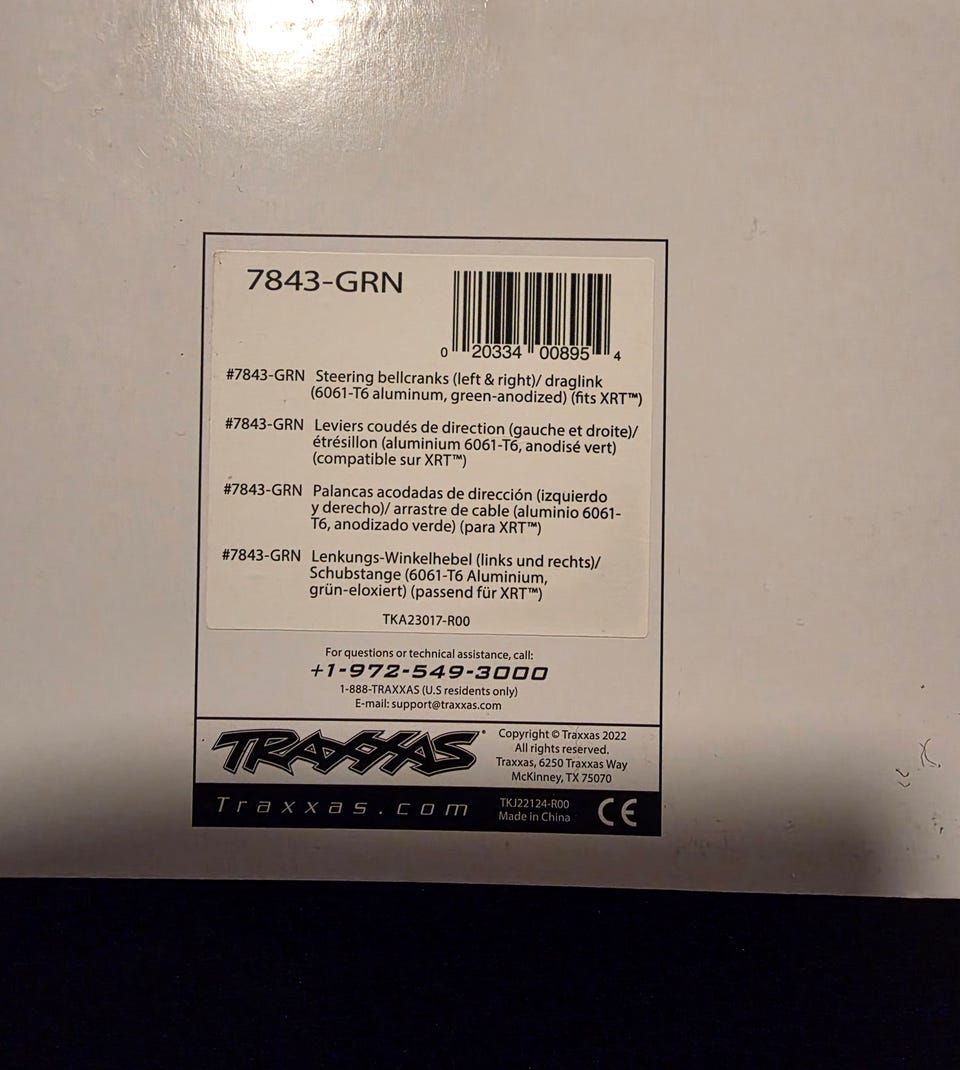 7843-GRN
0 20334 00895 4
#7843-GRN Steering bellcranks (left & right)/ draglink
(6061-T6 aluminum, green-anodized) (fits XRT™)
#7843-GRN Leviers coudés de direction (gauche et droite)/
étrésillon (aluminium 6061-T6, anodisé vert)
(compatible sur XRT™)
#7843-GRN Palancas acodadas de dirección (izquierdo
y derecho)/ arrastre de cable (aluminio 6061-
T6, anodizado verde) (para XRT™)
#7843-GRN Lenkungs-Winkelhebel (links und rechts)/
Schubstange (6061-T6 Aluminium,
grün-eloxiert) (passend für XRT™)
TKA23017-R00
For questions or technical assistance, call:
+1-972-549-3000
1-888-TRAXXAS (U.S residents only)
E-mail: support@traxxas.com
TRAXXAS
Copyright © Traxxas 2022
All rights reserved.
Traxxas, 6250 Traxxas Way
McKinney, TX 75070
Traxxas.com
TKJ22124-R00
Made in China
CE